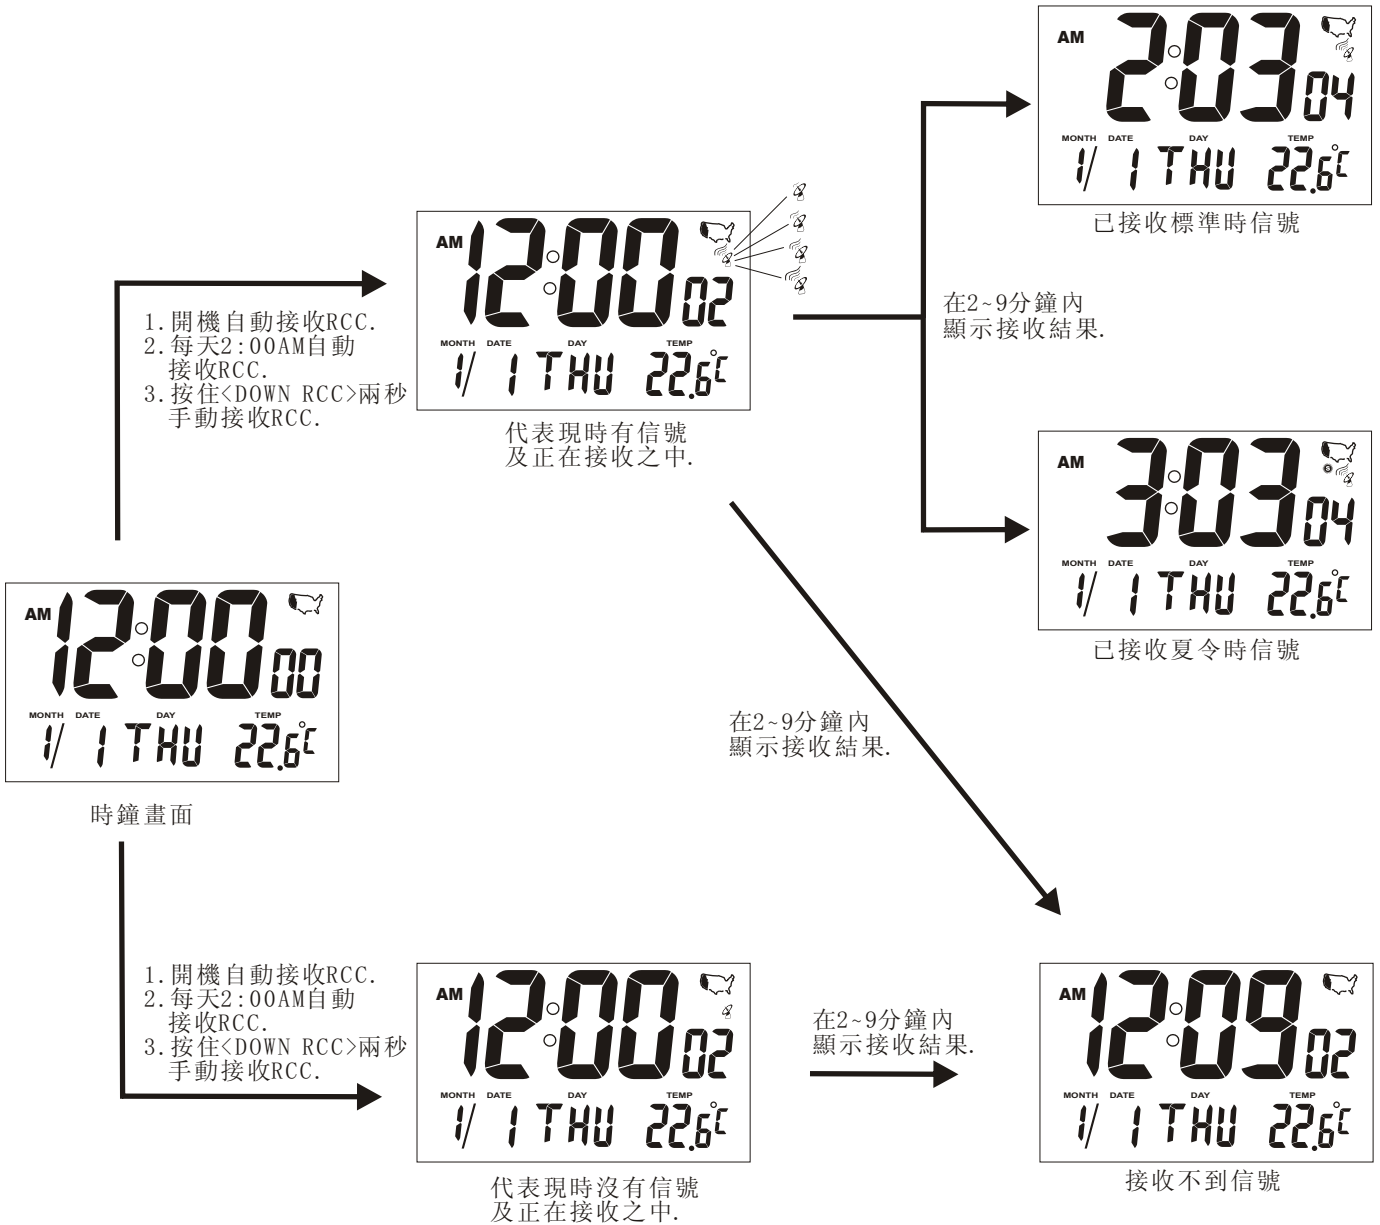 AM
2:03 04
MONTH DATE DAY TEMP
1/ 1 THU 22.6℃
已接收標準時信號
AM
12:00 02
MONTH DATE DAY TEMP
1/ 1 THU 22.6℃
代表現時有信號
及正在接收之中.
1.開機自動接收RCC.
2.每天2:00AM自動
接收RCC.
3.按住<DOWN RCC>兩秒
手動接收RCC.
在2~9分鐘內
顯示接收結果.
AM
3:03 04
S
MONTH DATE DAY TEMP
1/ 1 THU 22.6℃
已接收夏令時信號
AM
12:00 00
MONTH DATE DAY TEMP
1/ 1 THU 22.6℃
時鐘畫面
在2~9分鐘內
顯示接收結果.
1.開機自動接收RCC.
2.每天2:00AM自動
接收RCC.
3.按住<DOWN RCC>兩秒
手動接收RCC.
AM
12:00 02
MONTH DATE DAY TEMP
1/ 1 THU 22.6℃
代表現時沒有信號
及正在接收之中.
在2~9分鐘內
顯示接收結果.
AM
12:09 02
MONTH DATE DAY TEMP
1/ 1 THU 22.6℃
接收不到信號